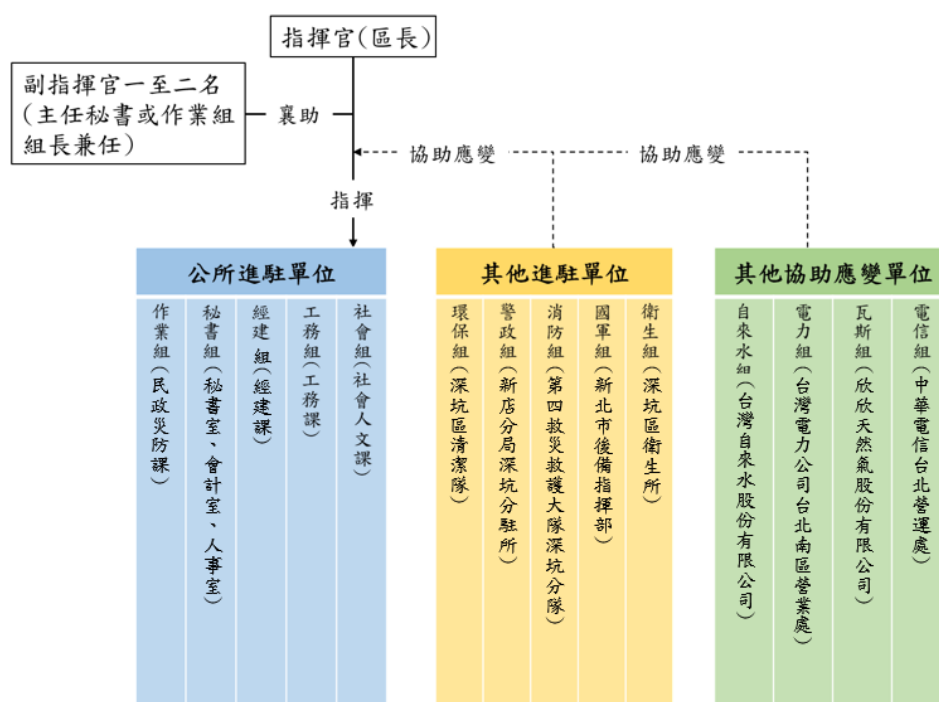 指揮官(區長)
副指揮官一至二名
(主任秘書或作業組
組長兼任)
襄助
協助應變
協助應變
指揮
公所進駐單位
作業組(民政災防課)
秘書組(秘書室、會計室、人事室)
經建 組(經建課)
工務組(工務課)
社會組(社會人文課)
其他進駐單位
環保組(深坑區清潔隊)
警政組(新店分局深坑分駐所)
消防組(第四救災救護大隊深坑分隊)
國軍組(新北市後備指揮部)
衛生組(深坑區衛生所)
其他協助應變單位
自來水組(台灣自來水股份有限公司)
電力組(台灣電力公司台北南區營業處)
瓦斯組(欣欣天然氣股份有限公司)
電信組(中華電信台北營運處)